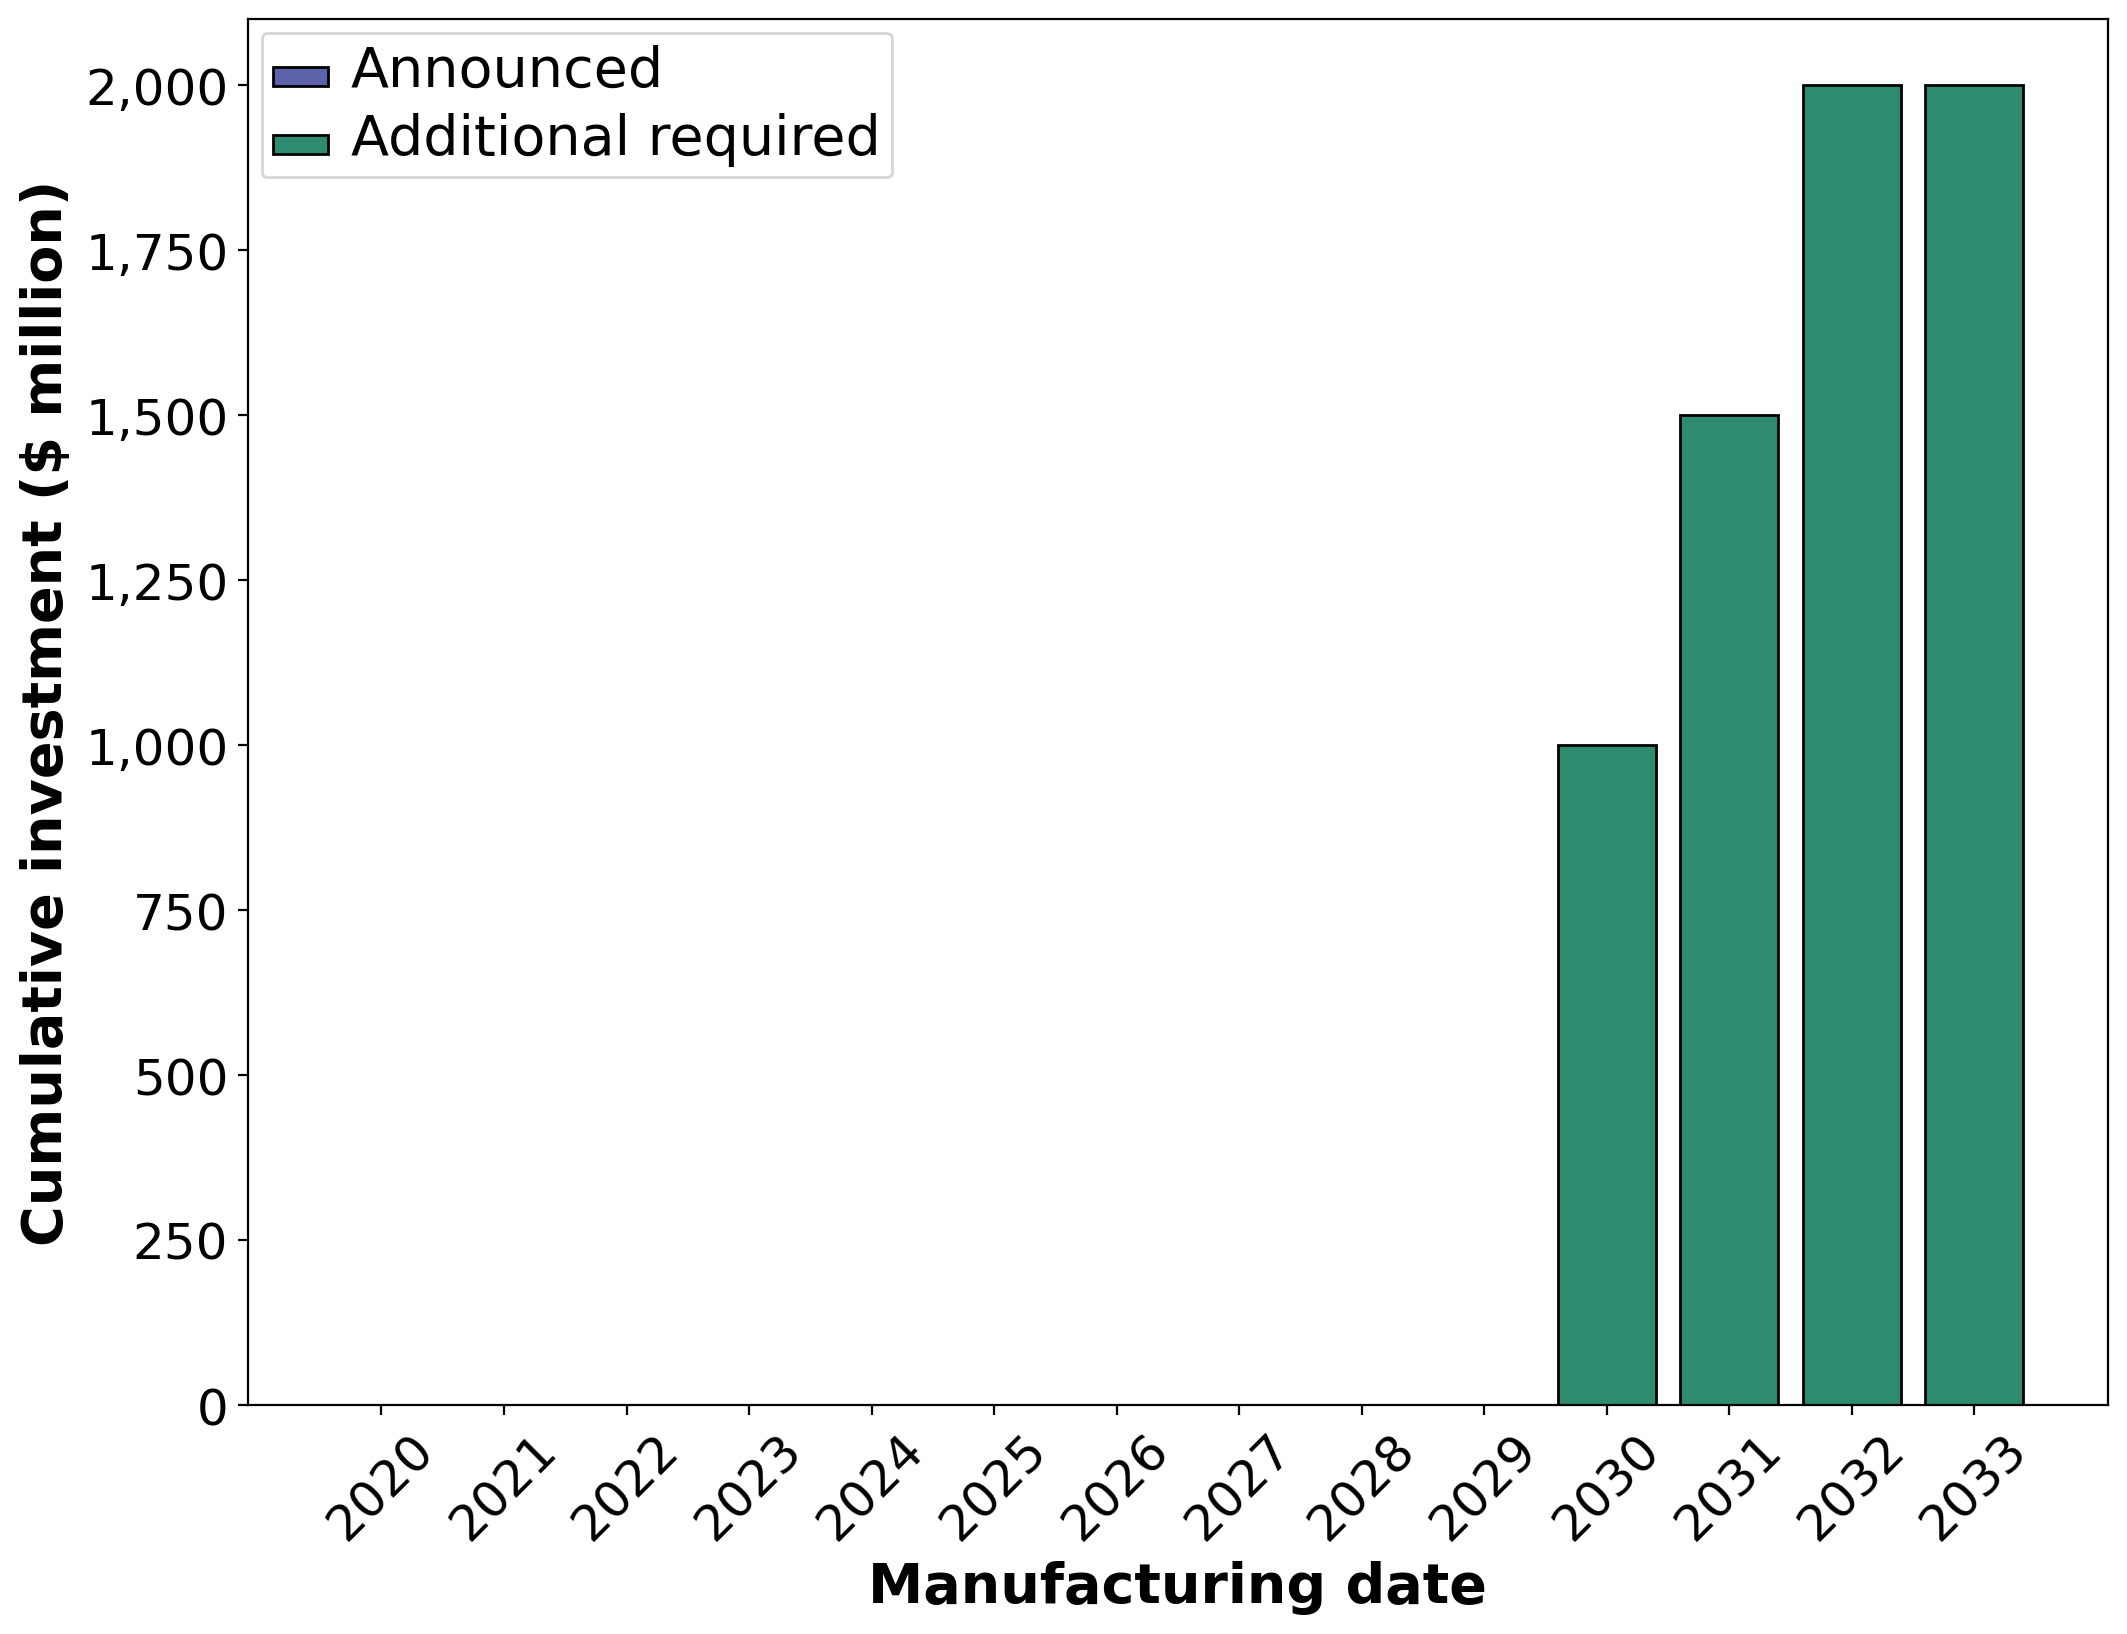 Announced
Additional required
Cumulative investment ($ million)
2,000
1,750
1,500
1,250
1,000
750
500
250
0
2020 2021 2022 2023 2024 2025 2026 2027 2028 2029 2030 2031 2032 2033
Manufacturing date